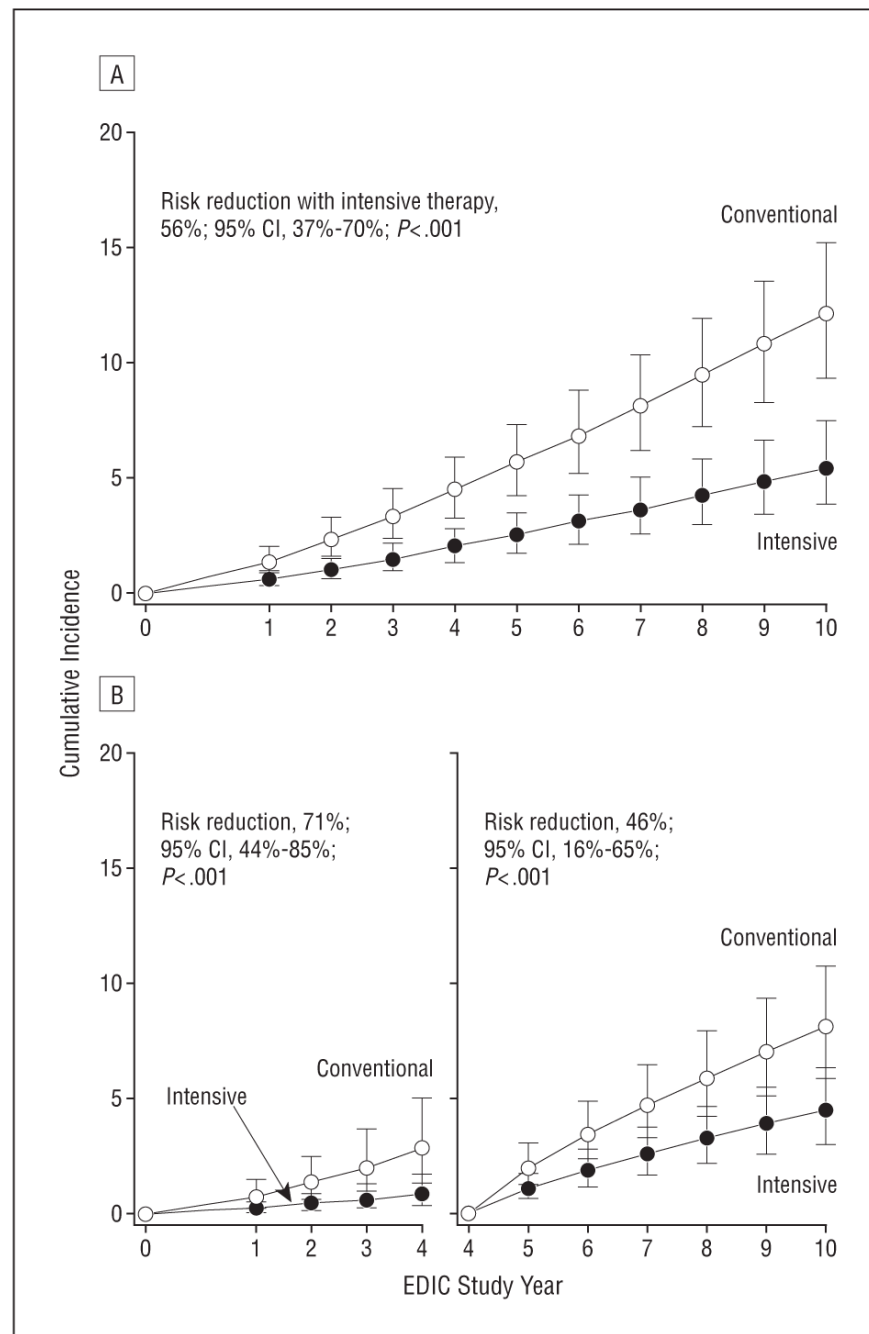 A
20
15
10
5
0
Risk reduction with intensive therapy,
56%; 95% CI, 37%-70%; P<.001
Conventional
Intensive
0 1 2 3 4 5 6 7 8 9 10
Cumulative Incidence
B
20
15
10
5
0
Risk reduction, 71%;
95% CI, 44%-85%;
P<.001
Conventional
Intensive
0 1 2 3 4
Risk reduction, 46%;
95% CI, 16%-65%;
P<.001
Conventional
Intensive
4 5 6 7 8 9 10
EDIC Study Year